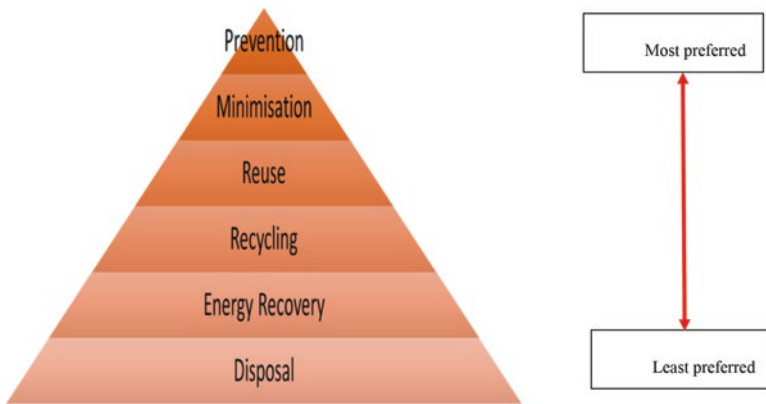 Prevention
Minimisation
Reuse
Recycling
Energy Recovery
Disposal
Most preferred
Least preferred